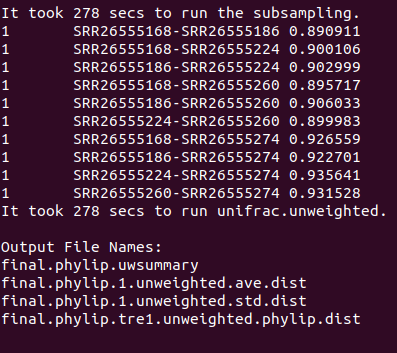 It took 278 secs to run the subsampling.
1 SRR26555168-SRR26555186 0.890911
1 SRR26555168-SRR26555224 0.900106
1 SRR26555186-SRR26555224 0.902999
1 SRR26555168-SRR26555260 0.895717
1 SRR26555186-SRR26555260 0.906033
1 SRR26555224-SRR26555260 0.899983
1 SRR26555168-SRR26555274 0.926559
1 SRR26555186-SRR26555274 0.922701
1 SRR26555224-SRR26555274 0.935641
1 SRR26555260-SRR26555274 0.931528
It took 278 secs to run unifrac.unweighted.
Output File Names:
final.phylip.uwsummary
final.phylip.1.unweighted.ave.dist
final.phylip.1.unweighted.std.dist
final.phylip.tre1.unweighted.phylip.dist